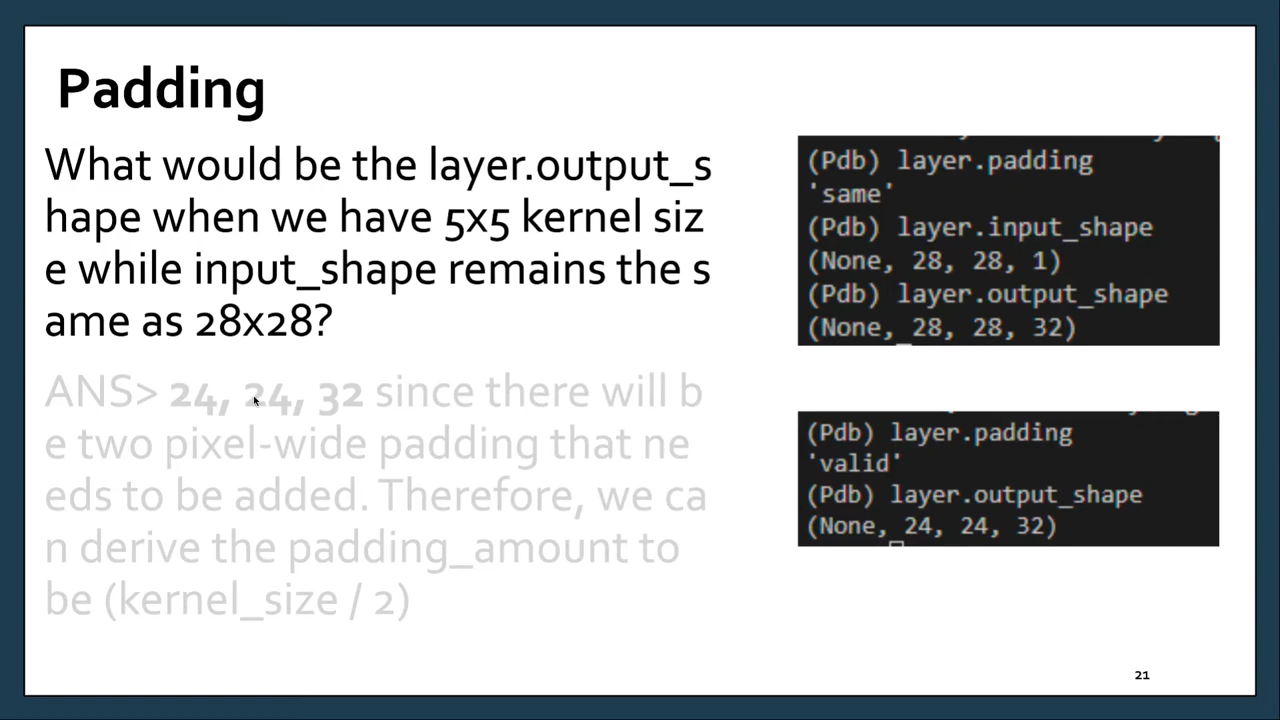 Padding
What would be the layer.output_s
hape when we have 5x5 kernel siz
e while input_shape remains the s
ame as 28x28?
ANS> 24, 24, 32 since there will b
e two pixel-wide padding that ne
eds to be added. Therefore, we ca
n derive the padding_amount to
be (kernel_size / 2)
(Pdb) layer.padding
'same'
(Pdb) layer.input_shape
(None, 28, 28, 1)
(Pdb) layer.output_shape
(None, 28, 28, 32)
(Pdb) layer.padding
'valid'
(Pdb) layer.output_shape
(None, 24, 24, 32)
21